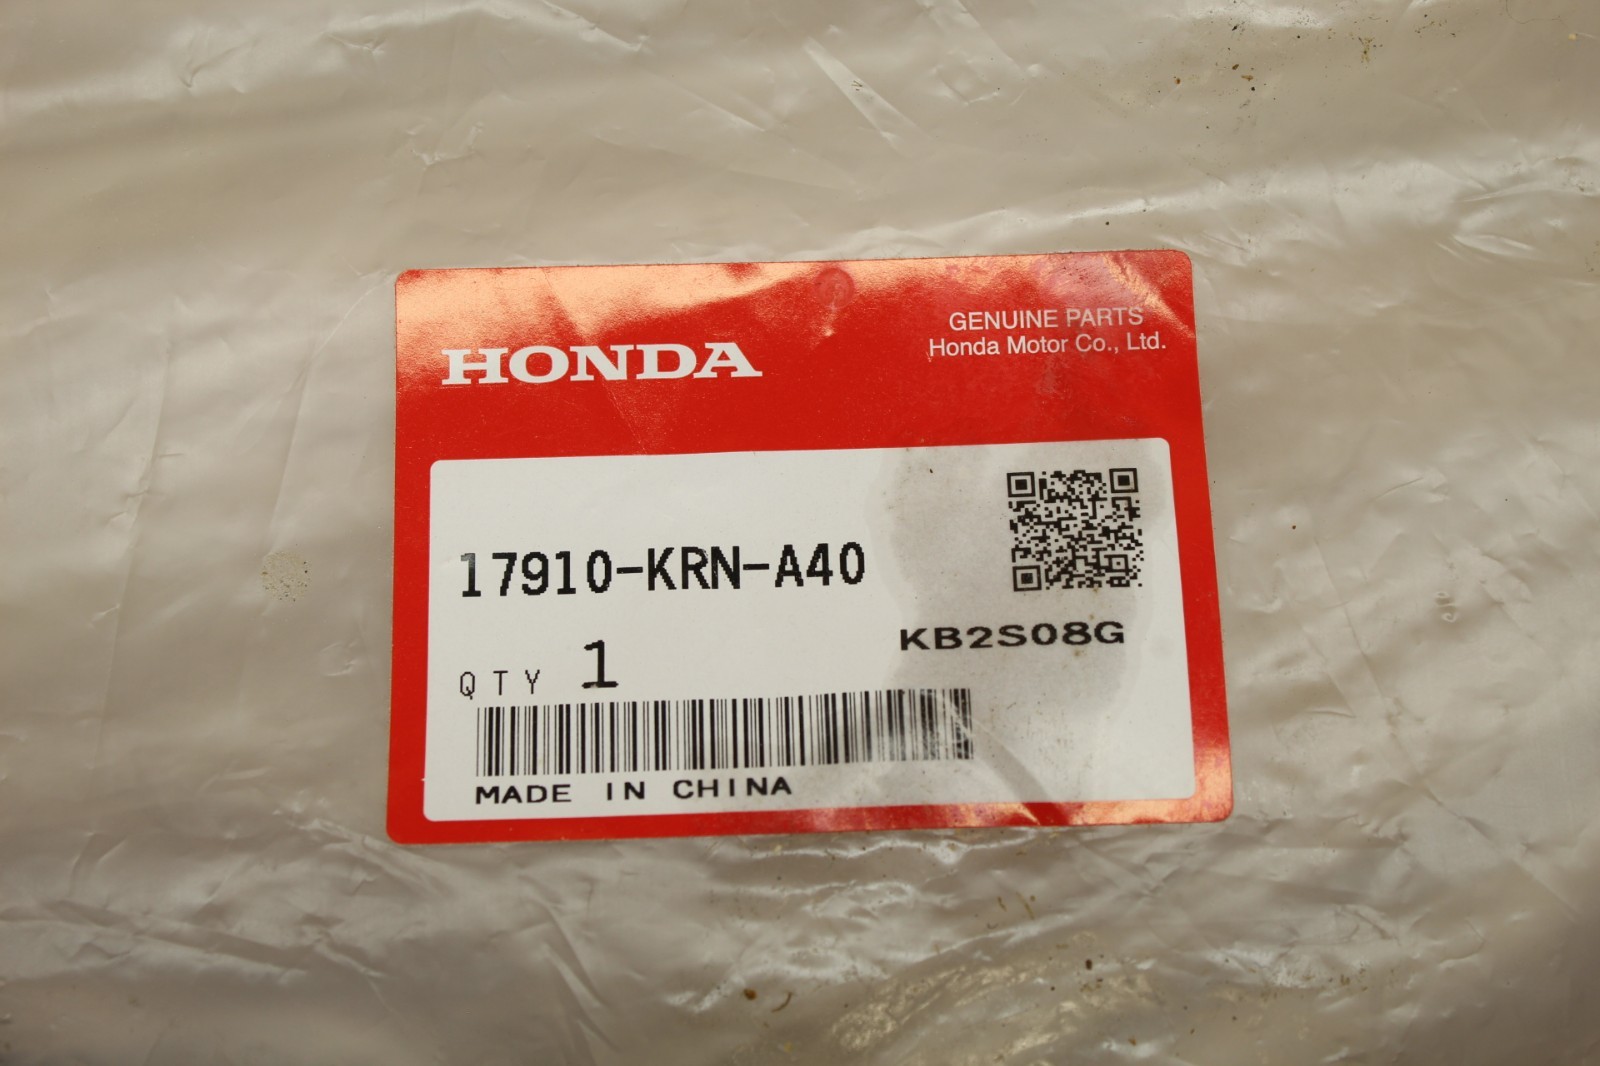 HONDA
GENUINE PARTS
Honda Motor Co., Ltd.
17910-KRN-A40
KB2S08G
QTY 1
MADE IN CHINA